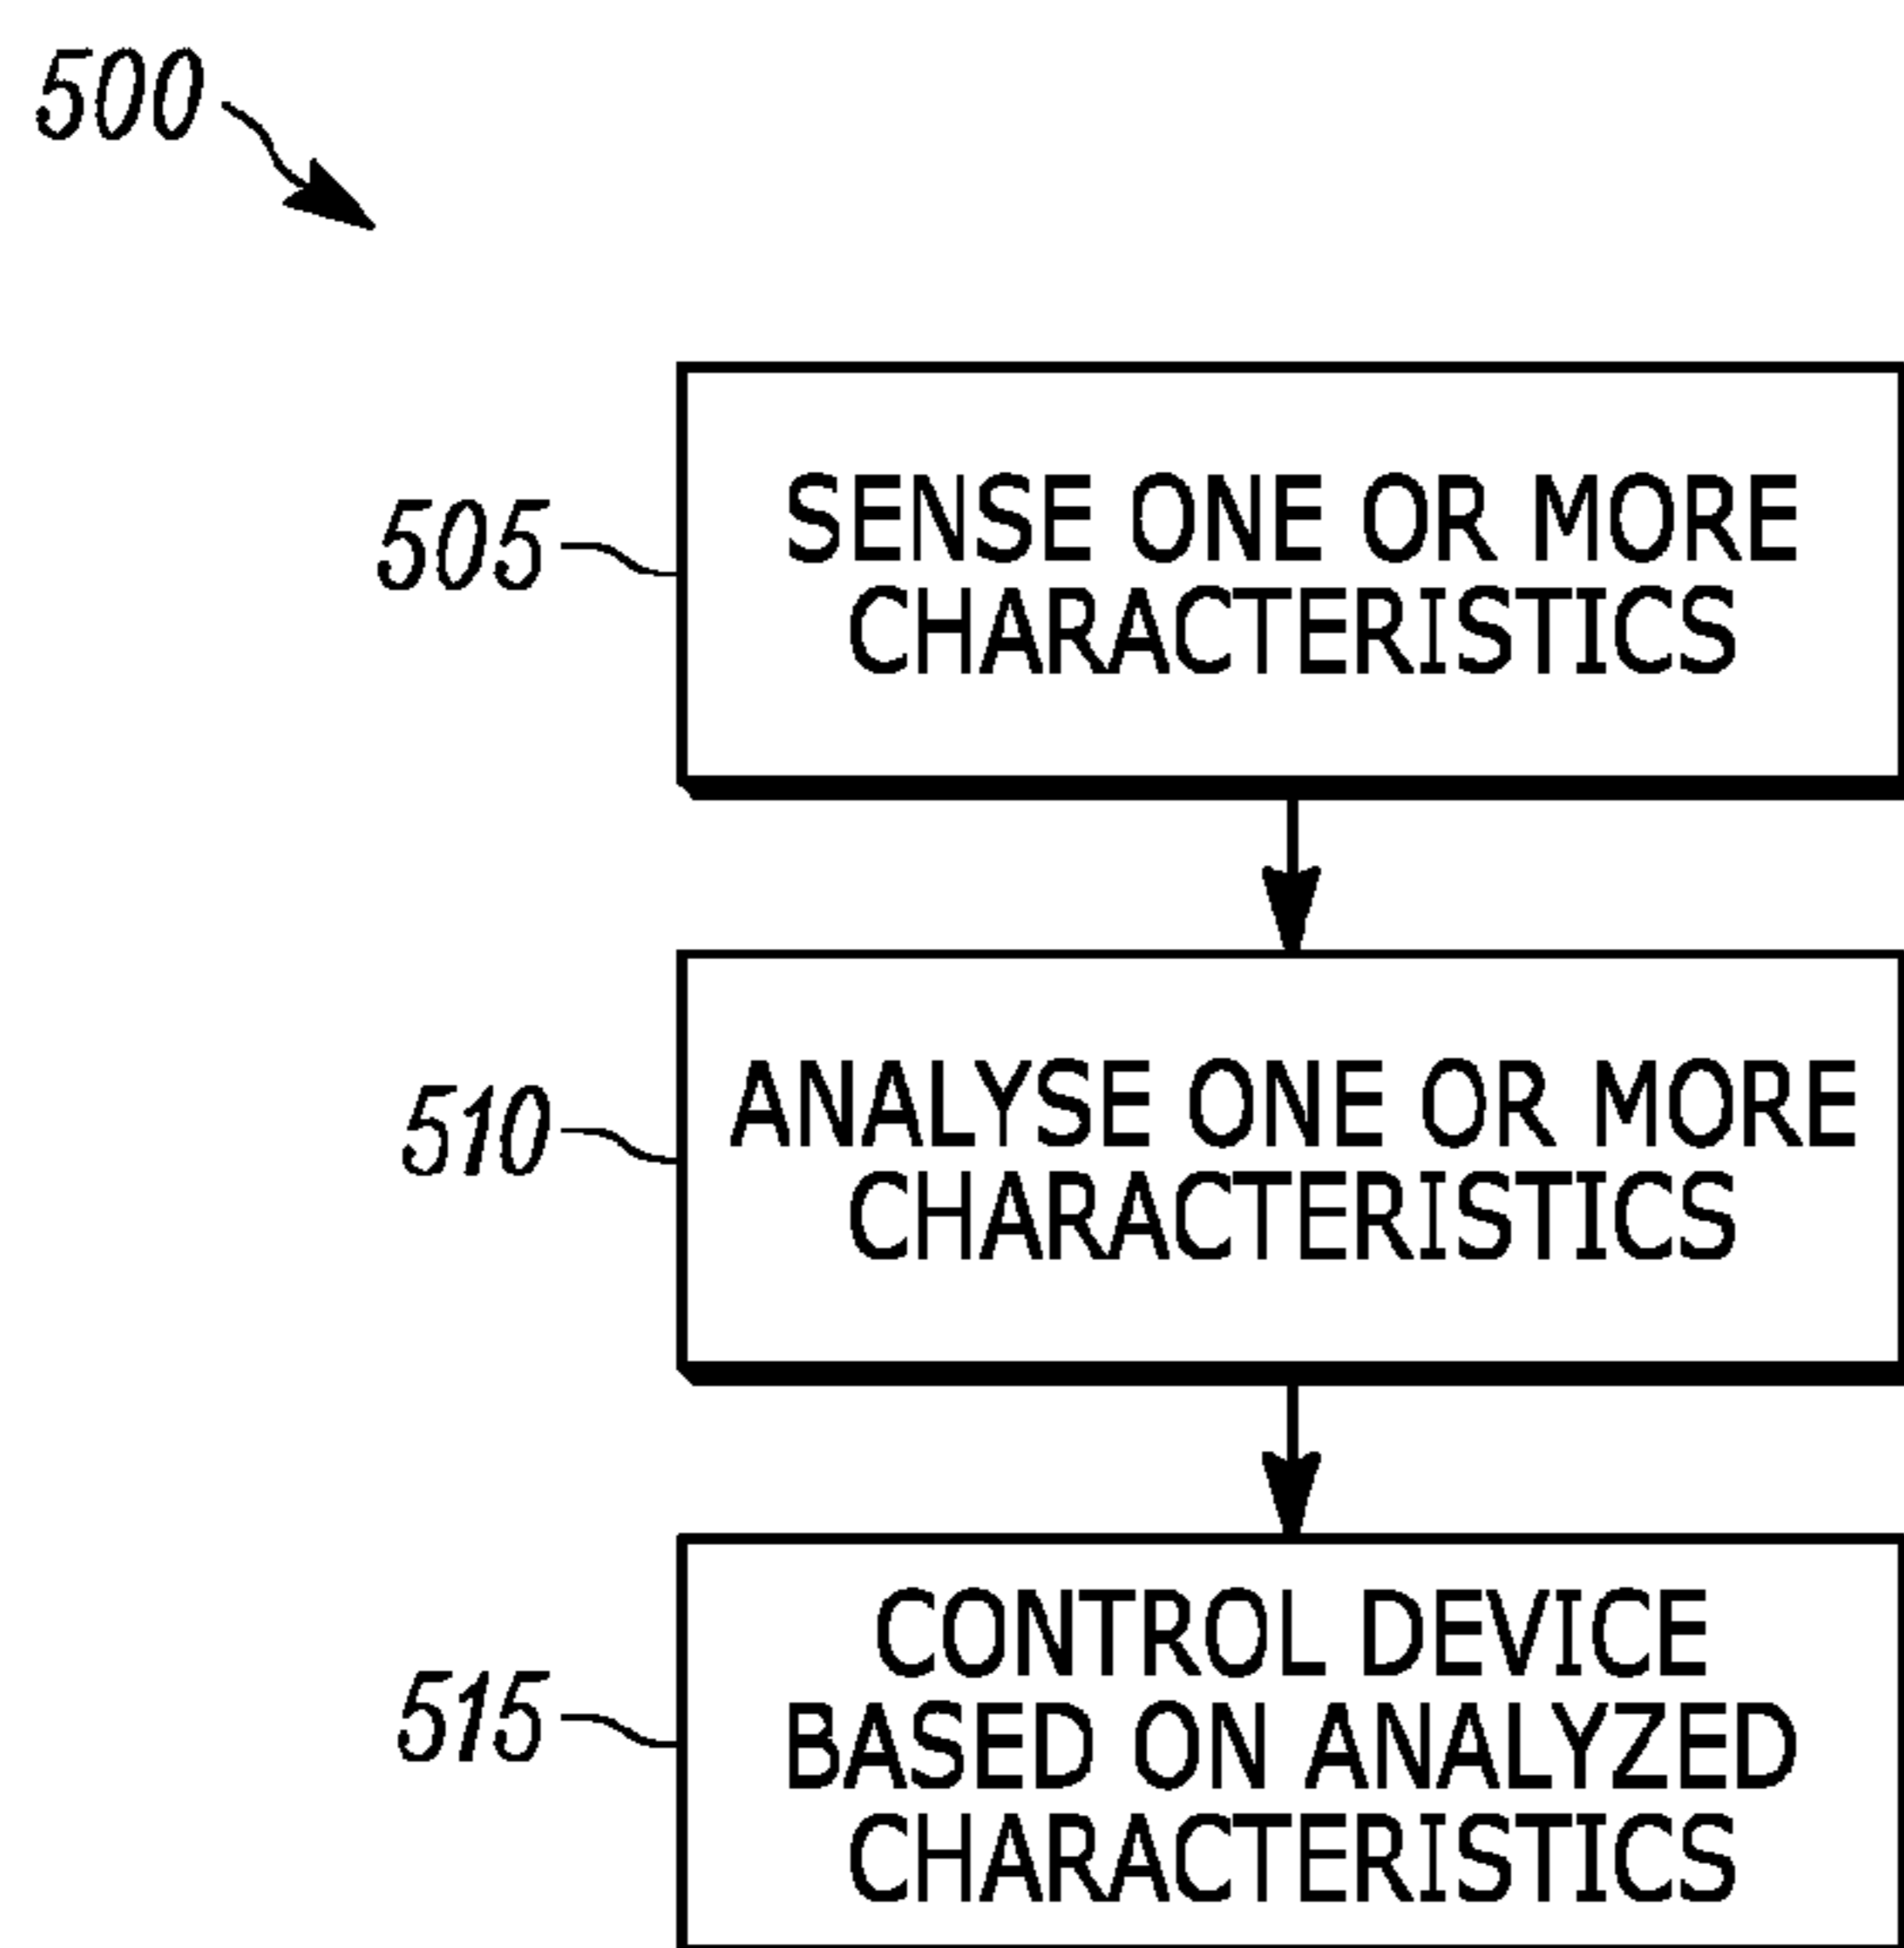 500
505
SENSE ONE OR MORE
CHARACTERISTICS
510
ANALYSE ONE OR MORE
CHARACTERISTICS
515
CONTROL DEVICE
BASED ON ANALYZED
CHARACTERISTICS